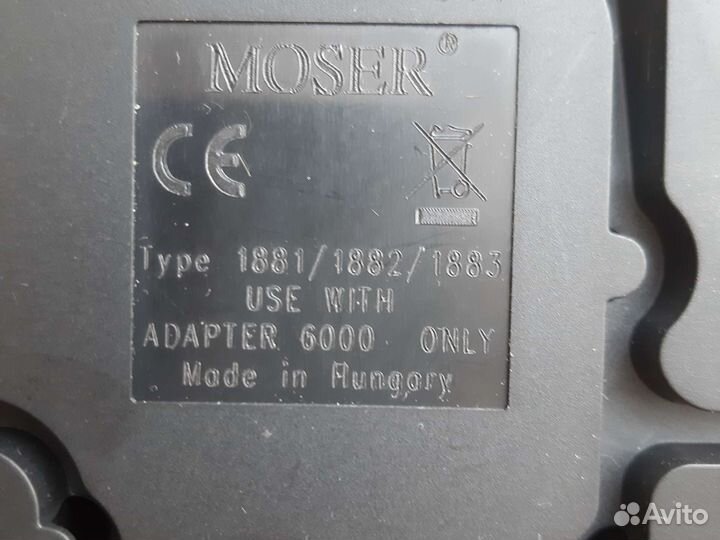 MOSER®
CE
Type 1881/1882/1883
USE WITH
ADAPTER 6000 ONLY
Made in Hungary
Avito